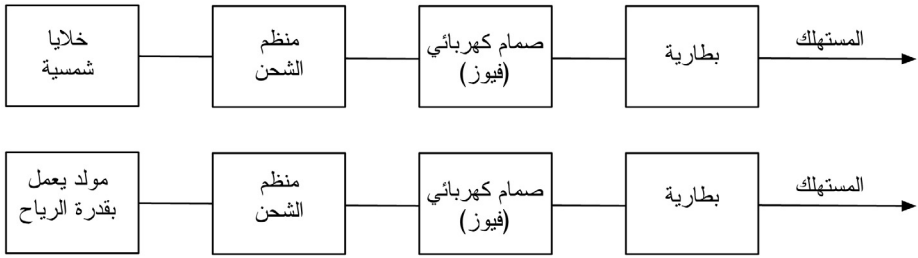 خلايا
شمسية
منظم
الشحن
صمام كهربائي
(فيوز)
بطارية
المستهلك
مولد يعمل
بقدرة الرياح
منظم
الشحن
صمام كهربائي
(فيوز)
بطارية
المستهلك